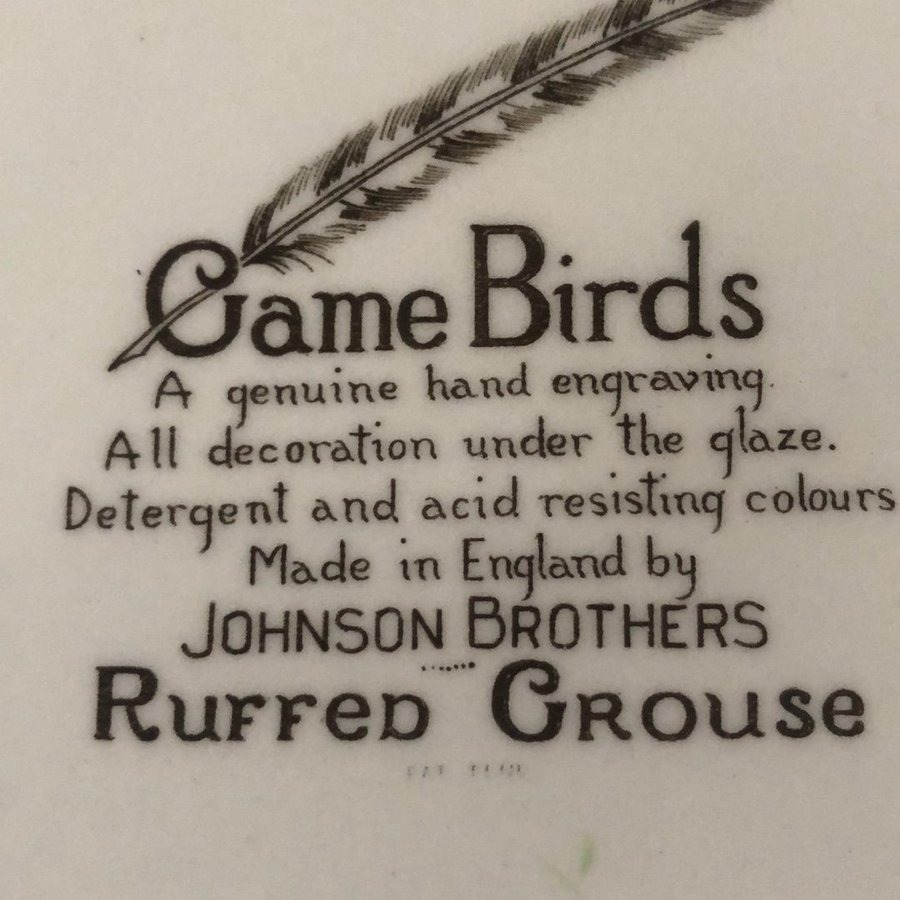 Game Birds
A genuine hand engraving.
All decoration under the glaze.
Detergent and acid resisting colours
Made in England by
JOHNSON BROTHERS
RUFFED GROUSE